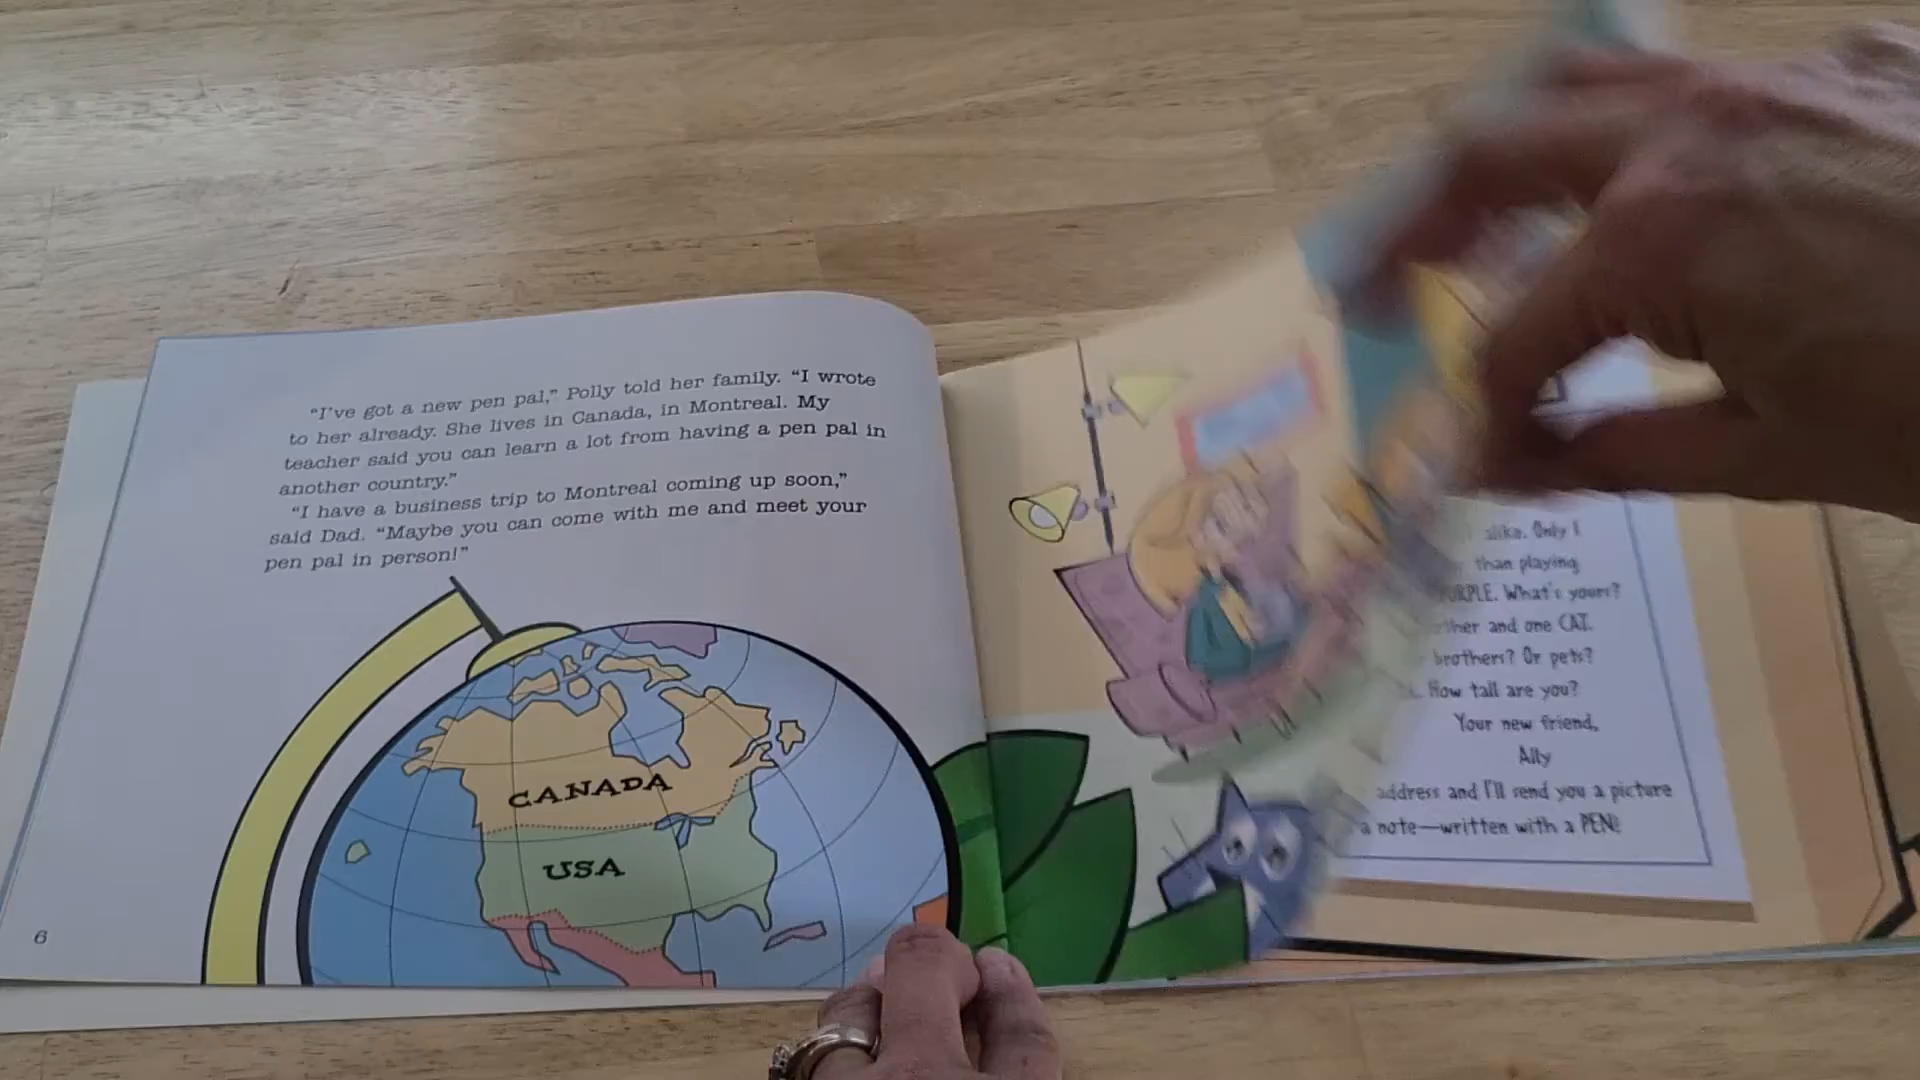 "I've got a new pen pal," Polly told her family. "I wrote
to her already. She lives in Canada, in Montreal. My
teacher said you can learn a lot from having a pen pal in
another country."
"I have a business trip to Montreal coming up soon,"
said Dad. "Maybe you can come with me and meet your
pen pal in person!"
CANADA
USA
6
alike. Only I
than playing
PURPLE. What's yours?
and one CAT.
brothers? Or pets?
How tall are you?
Your new friend,
Ally
address and I'll send you a picture
a note—written with a PEN!